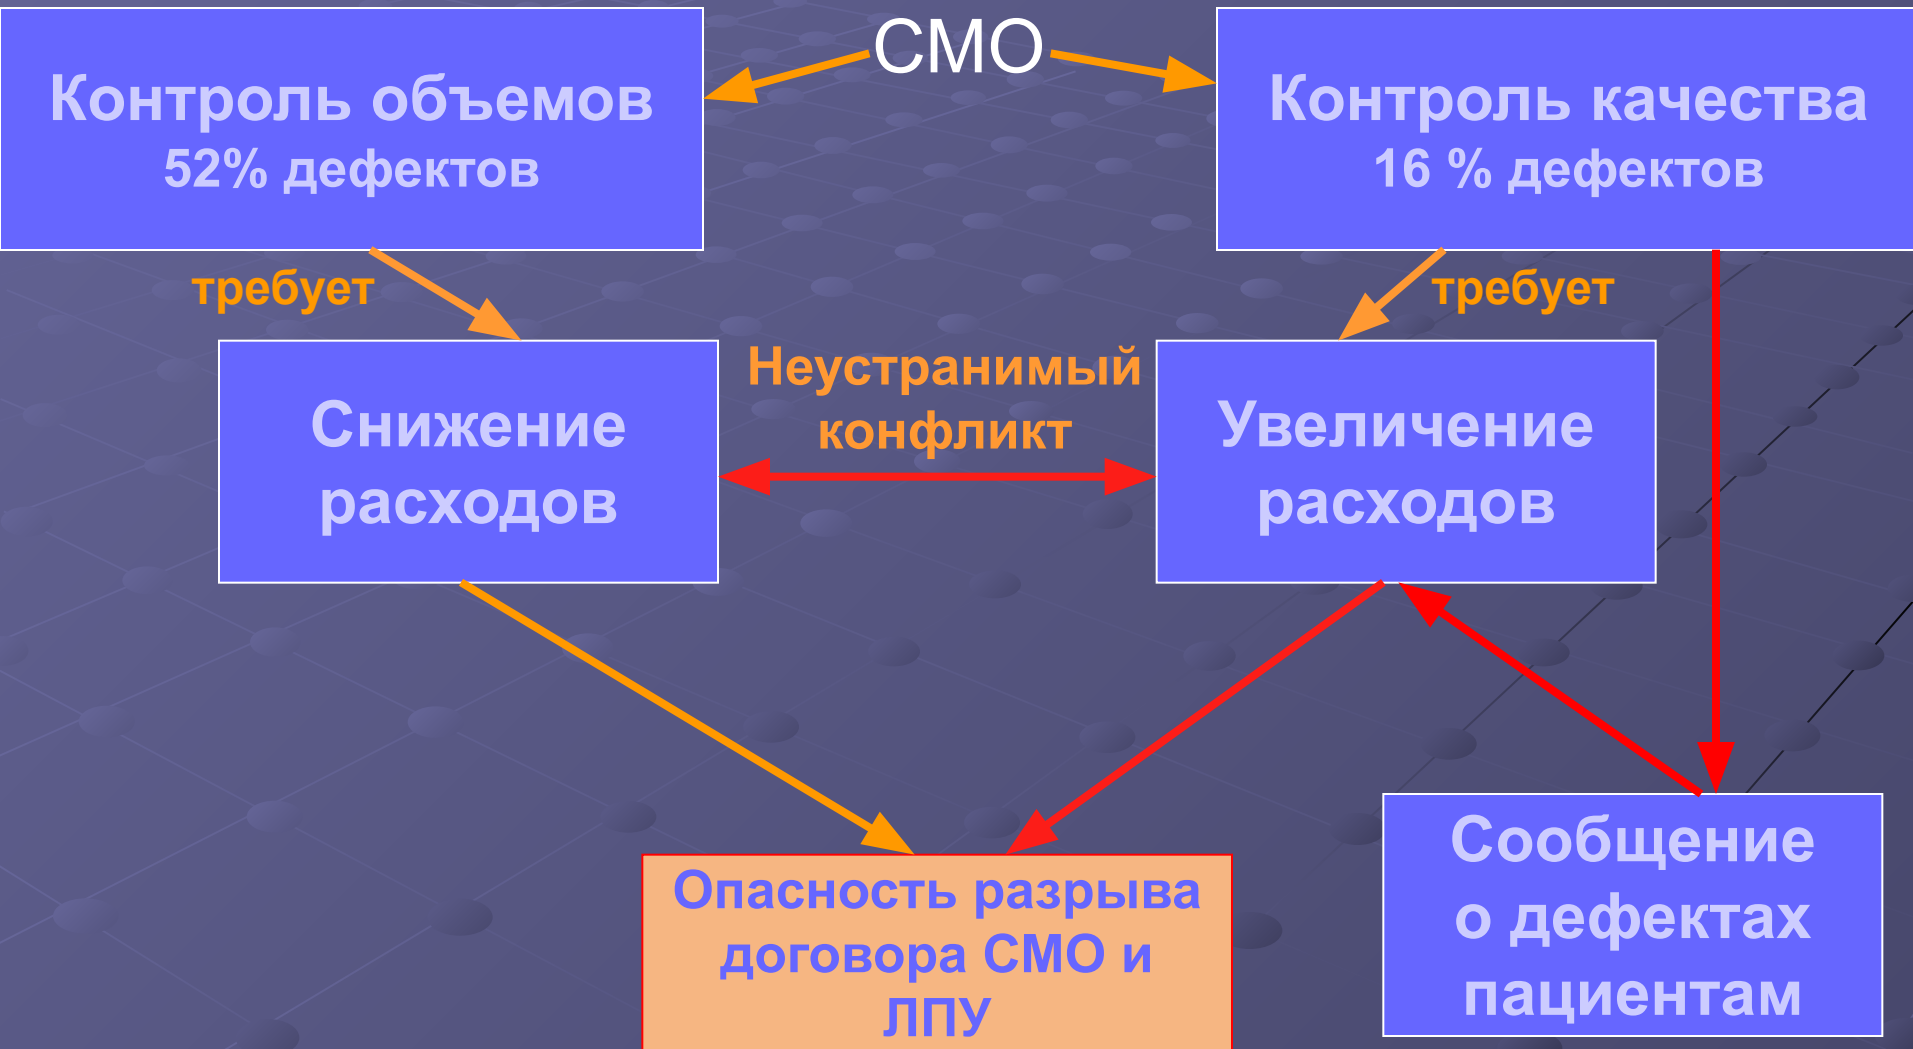 СМО
Контроль объемов
52% дефектов
Контроль качества
16 % дефектов
требует
требует
Снижение
расходов
Неустранимый
конфликт
Увеличение
расходов
Опасность разрыва
договора СМО и
ЛПУ
Сообщение
о дефектах
пациентам